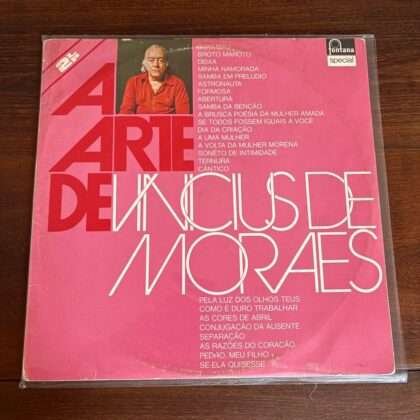 2 LP
fontana
special
A ARTE DE VINICIUS DE MORAES
BROTO MAROTO
DEIXA
MINHA NAMORADA
SAMBA EM PRELUDIO
ASTRONAUTA
FORMOSA
ABERTURA
SAMBA DA BENÇÃO
A BRUSCA POESIA DA MULHER AMADA
SE TODOS FOSSEM IGUAIS A VOCÊ
DIA DA CRIAÇÃO
A UMA MULHER
A VOLTA DA MULHER MORENA
SONETO DE INTIMIDADE
TERNURA
CÂNTICO
PELA LUZ DOS OLHOS TEUS
COMO É DURO TRABALHAR
AS CORES DE ABRIL
CONJUGAÇÃO DA AUSENTE
SEPARAÇÃO
AS RAZÕES DO CORAÇÃO
PEDRO, MEU FILHO
SE ELA QUISESSE